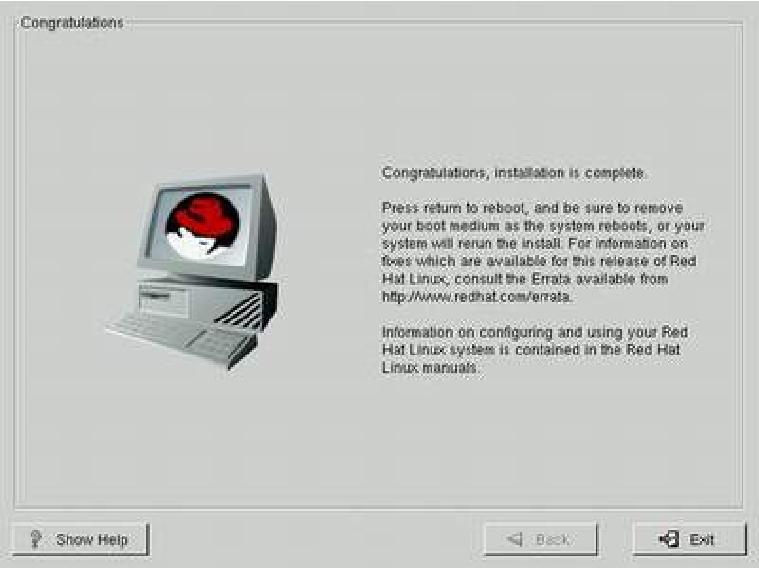 Congratulations
Congratulations, installation is complete.
Press return to reboot, and be sure to remove
your boot medium as the system reboots, or your
system will rerun the install. For information on
fixes which are available for this release of Red
Hat Linux, consult the Errata available from
http://www.redhat.com/errata.
Information on configuring and using your Red
Hat Linux system is contained in the Red Hat
Linux manuals.
Show Help
Back
Exit